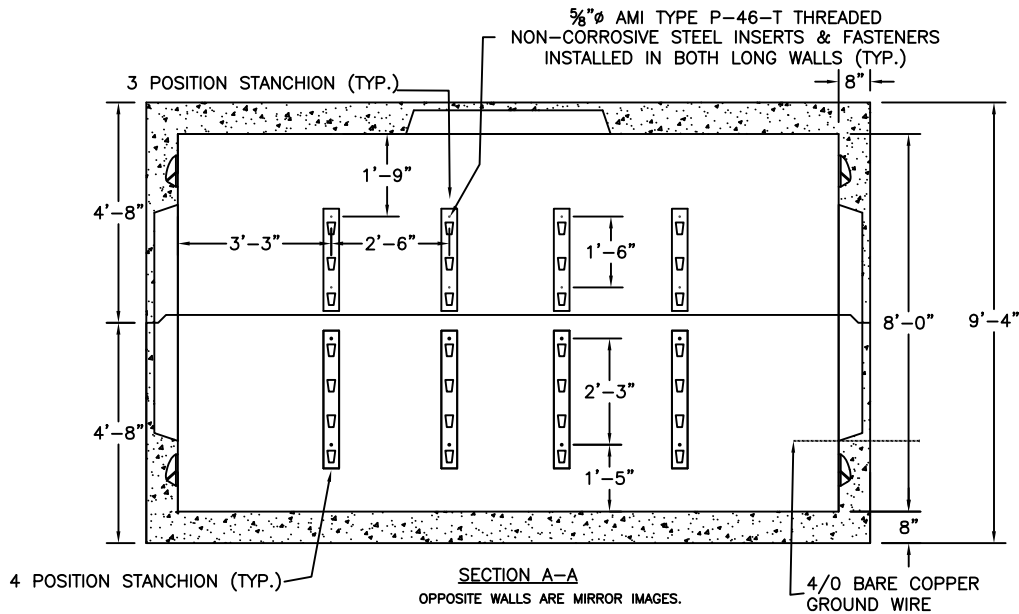 ⅝"ø AMI TYPE P-46-T THREADED
NON-CORROSIVE STEEL INSERTS & FASTENERS
INSTALLED IN BOTH LONG WALLS (TYP.)
3 POSITION STANCHION (TYP.)
8"
1'-9"
4'-8"
3'-3"
2'-6"
1'-6"
8'-0"
9'-4"
2'-3"
4'-8"
1'-5"
8"
4 POSITION STANCHION (TYP.)
SECTION A-A
OPPOSITE WALLS ARE MIRROR IMAGES.
4/0 BARE COPPER
GROUND WIRE